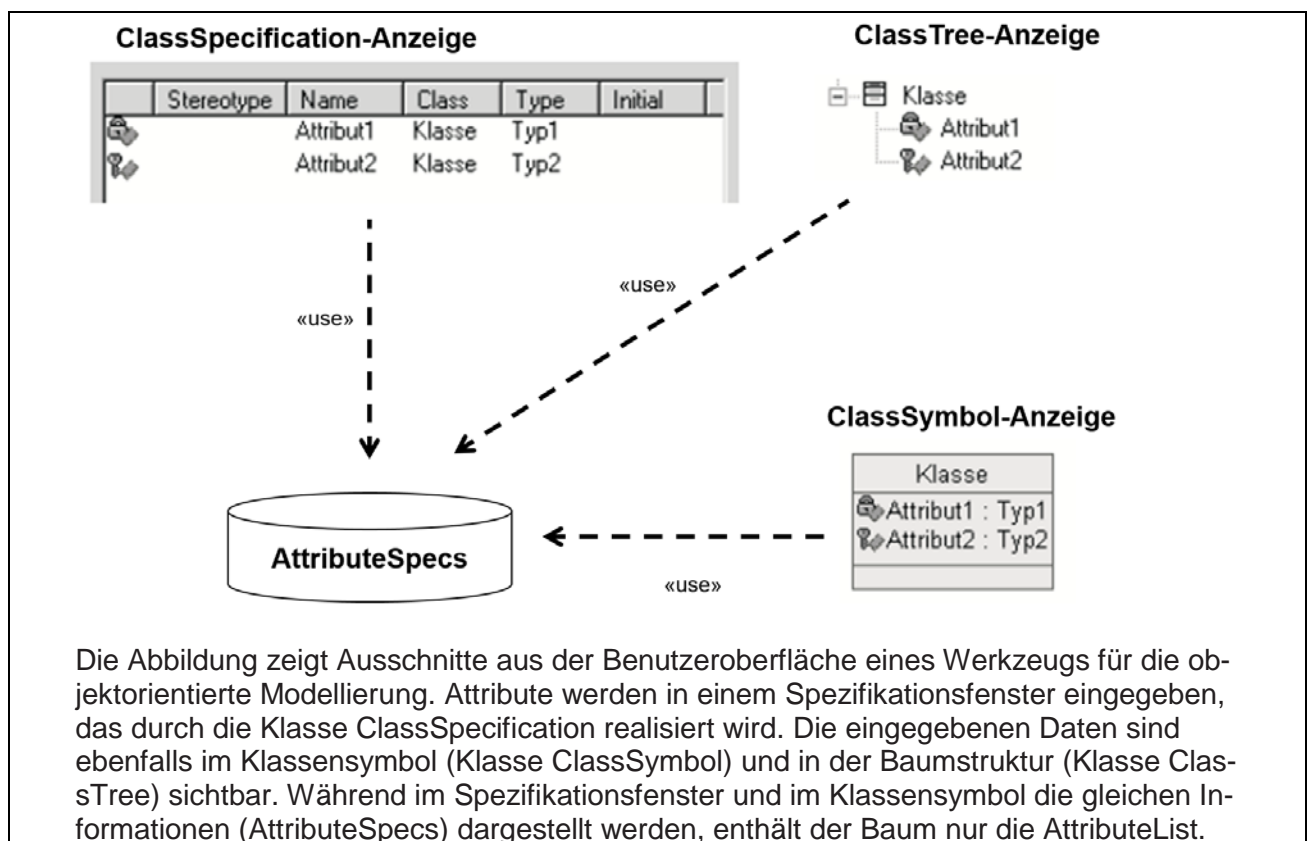 ClassSpecification-Anzeige
ClassTree-Anzeige
Stereotype Name Class Type Initial
Attribut1 Klasse Typ1
Attribut2 Klasse Typ2
Klasse
Attribut1
Attribut2
«use»
«use»
ClassSymbol-Anzeige
Klasse
Attribut1 : Typ1
Attribut2 : Typ2
AttributeSpecs
«use»
Die Abbildung zeigt Ausschnitte aus der Benutzeroberfläche eines Werkzeugs für die ob-
jektorientierte Modellierung. Attribute werden in einem Spezifikationsfenster eingegeben,
das durch die Klasse ClassSpecification realisiert wird. Die eingegebenen Daten sind
ebenfalls im Klassensymbol (Klasse ClassSymbol) und in der Baumstruktur (Klasse Clas-
sTree) sichtbar. Während im Spezifikationsfenster und im Klassensymbol die gleichen In-
formationen (AttributeSpecs) dargestellt werden, enthält der Baum nur die AttributeList.